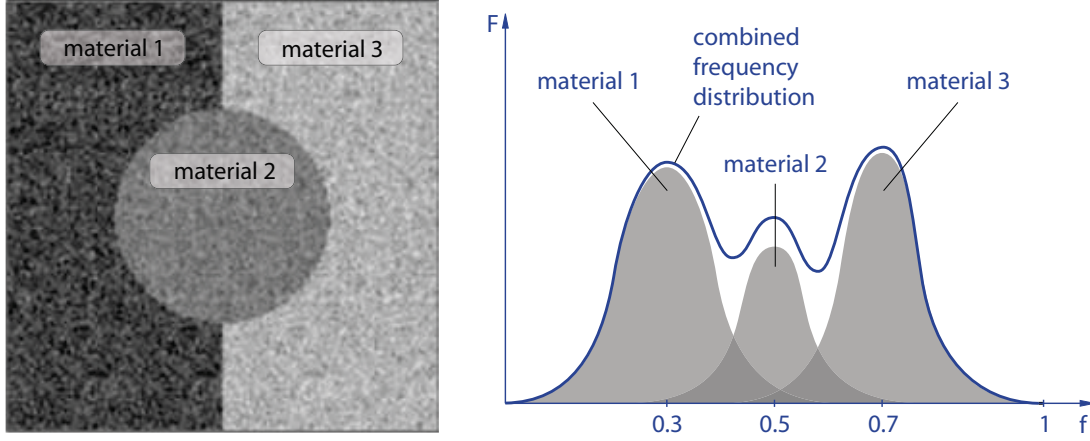 material 1
material 3
material 2
F
combined
frequency
distribution
material 1
material 3
material 2
0.3
0.5
0.7
1
f